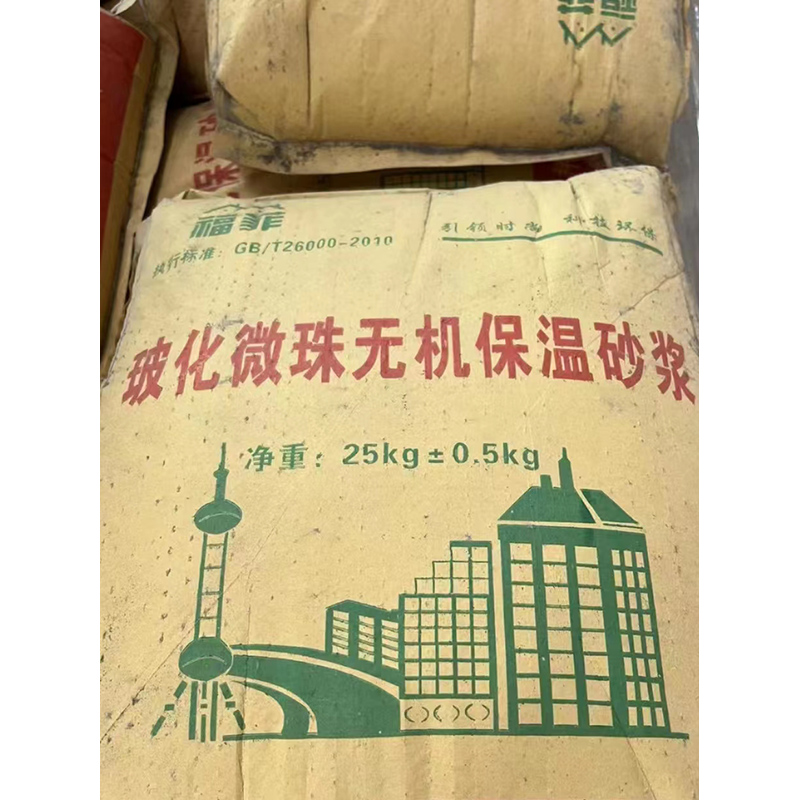 福菲
执行标准：GB/T26000-2010
引领时尚 科技环保
玻化微珠无机保温砂浆
净重：25kg±0.5kg